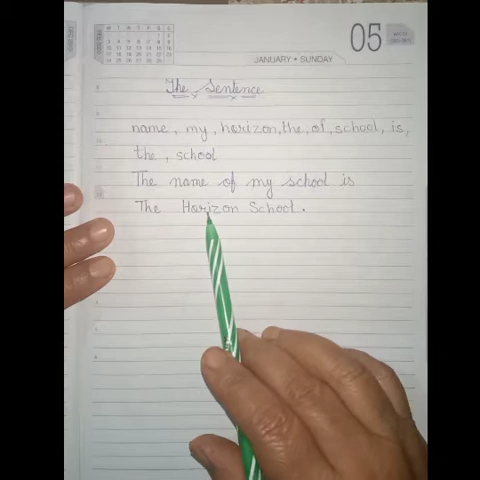 05
JANUARY • SUNDAY
The Sentence
name, my, horizon, the, of, school, is,
the, school
The name of my school is
The Horizon School.